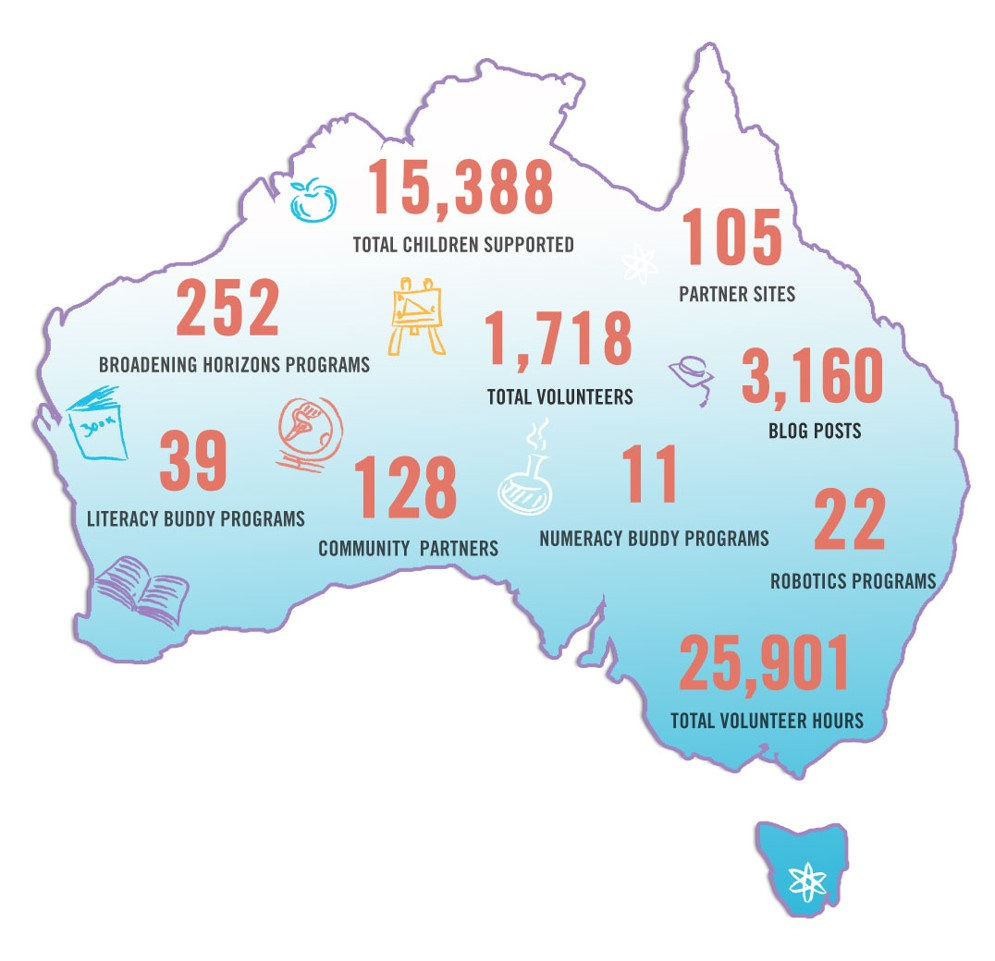 15,388
TOTAL CHILDREN SUPPORTED
105
PARTNER SITES
252
BROADENING HORIZONS PROGRAMS
1,718
TOTAL VOLUNTEERS
3,160
BLOG POSTS
39
LITERACY BUDDY PROGRAMS
128
COMMUNITY PARTNERS
11
NUMERACY BUDDY PROGRAMS
22
ROBOTICS PROGRAMS
25,901
TOTAL VOLUNTEER HOURS